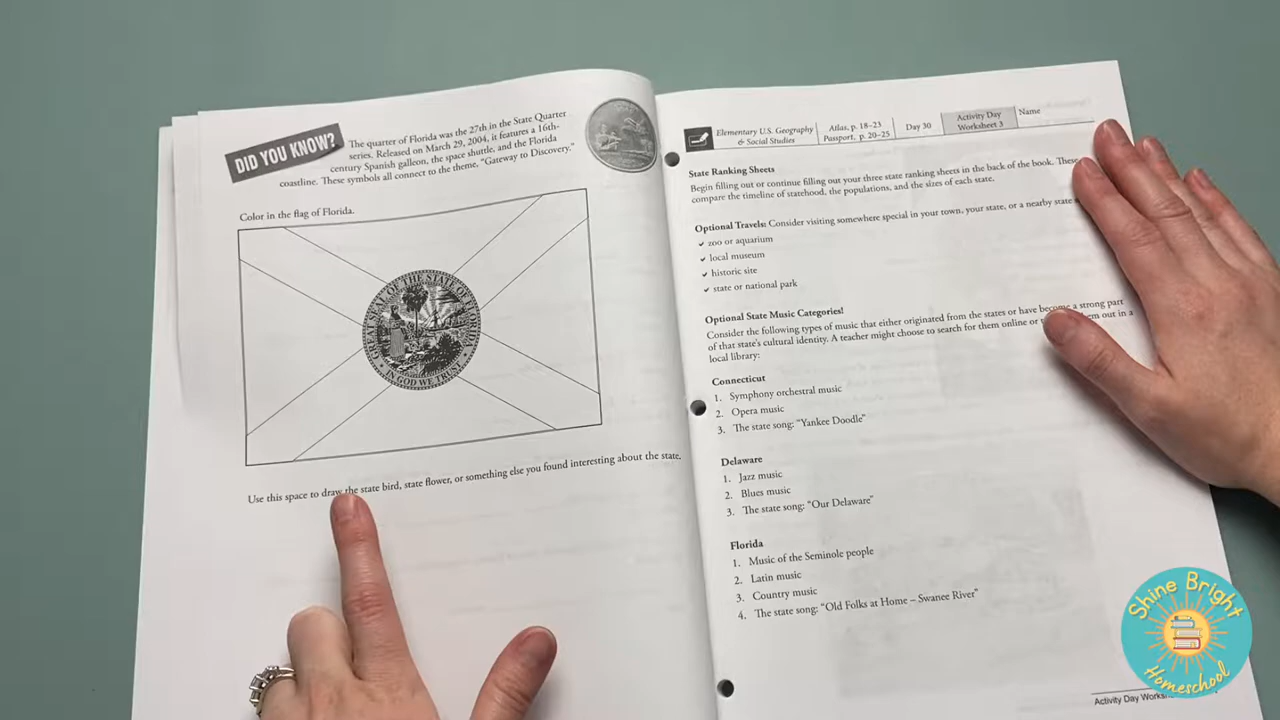 DID YOU KNOW?
The quarter of Florida was the 27th in the State Quarter
series. Released on March 29, 2004, it features a 16th-
century Spanish galleon, the space shuttle, and the Florida
coastline. These symbols all connect to the theme, "Gateway to Discovery."
Color in the flag of Florida.
GREAT SEAL OF THE STATE OF FLORIDA
IN GOD WE TRUST
Use this space to draw the state bird, state flower, or something else you found interesting about the state.
Elementary U.S. Geography
& Social Studies
Atlas, p. 18–23
Passport, p. 20–25
Day 30
Activity Day
Worksheet 3
Name
State Ranking Sheets
Begin filling out or continue filling out your three state ranking sheets in the back of the book. These
compare the timeline of statehood, the populations, and the sizes of each state.
Optional Travels: Consider visiting somewhere special in your town, your state, or a nearby state
✓ zoo or aquarium
✓ local museum
✓ historic site
✓ state or national park
Optional State Music Categories!
Consider the following types of music that either originated from the states or have become a strong part
of that state's cultural identity. A teacher might choose to search for them online or out in a
local library:
Connecticut
1. Symphony orchestral music
2. Opera music
3. The state song: "Yankee Doodle"
Delaware
1. Jazz music
2. Blues music
3. The state song: "Our Delaware"
Florida
1. Music of the Seminole people
2. Latin music
3. Country music
4. The state song: "Old Folks at Home – Swanee River"
Activity Day
Shine Bright
Homeschool